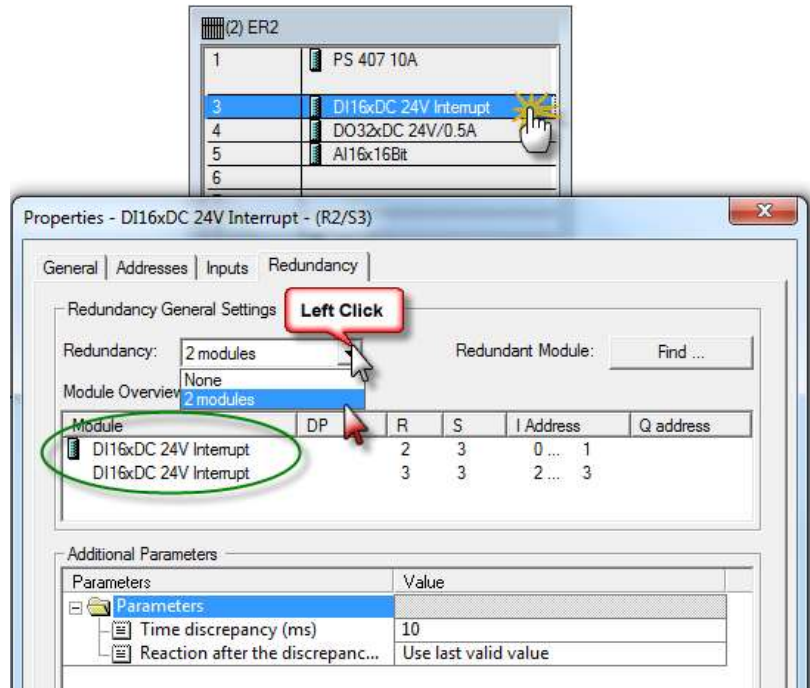 (2) ER2
1 PS 407 10A
3 DI16xDC 24V Interrupt
4 DO32xDC 24V/0.5A
5 AI16x16Bit
6
Properties - DI16xDC 24V Interrupt - (R2/S3)
General Addresses Inputs Redundancy
Redundancy General Settings
Left Click
Redundancy: 2 modules Redundant Module: Find ...
None
Module Overview
2 modules
Module DP R S I Address Q address
DI16xDC 24V Interrupt 2 3 0 ... 1
DI16xDC 24V Interrupt 3 3 2 ... 3
Additional Parameters
Parameters Value
Parameters
Time discrepancy (ms) 10
Reaction after the discrepanc... Use last valid value